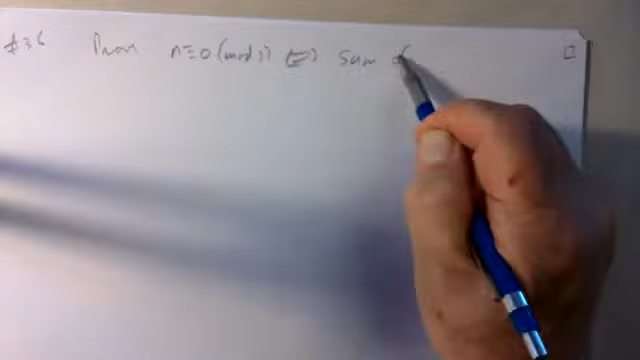 #36 Prove n≡0 (mod 3) ⟺ Sum of □